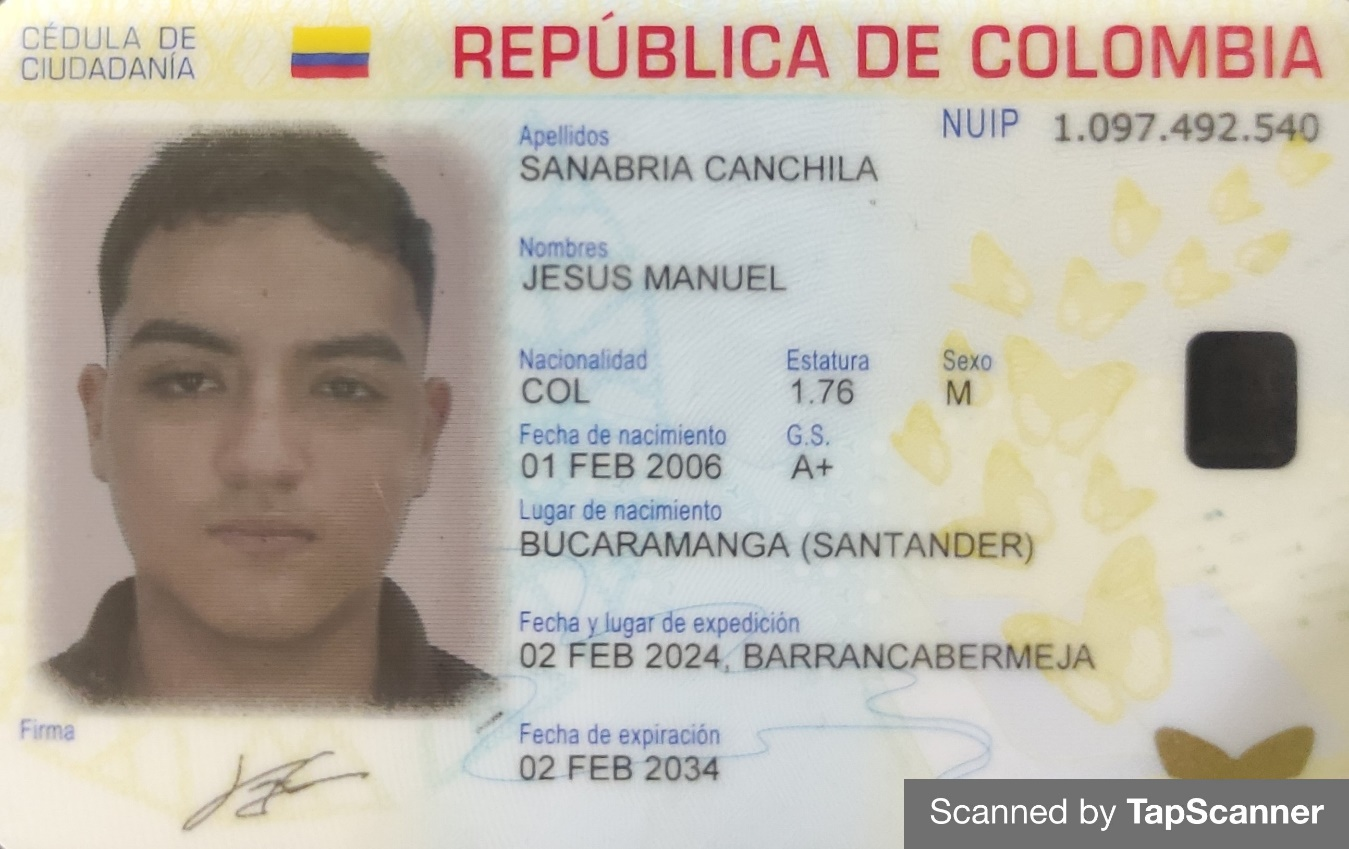 CÉDULA DE
CIUDADANÍA
REPÚBLICA DE COLOMBIA
NUIP 1.097.492.540
Apellidos
SANABRIA CANCHILA
Nombres
JESUS MANUEL
Nacionalidad Estatura Sexo
COL 1.76 M
Fecha de nacimiento G.S.
01 FEB 2006 A+
Lugar de nacimiento
BUCARAMANGA (SANTANDER)
Fecha y lugar de expedición
02 FEB 2024, BARRANCABERMEJA
Fecha de expiración
02 FEB 2034
Firma
Scanned by TapScanner